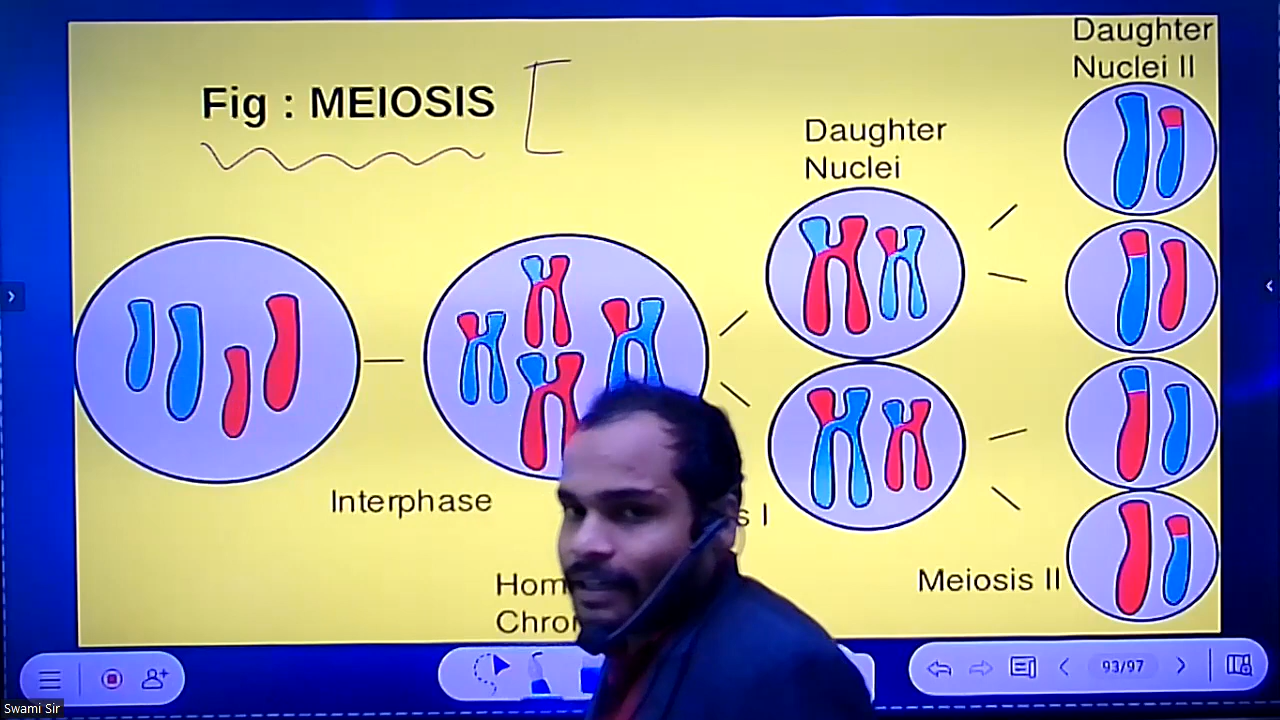 Fig : MEIOSIS
Daughter
Nuclei II
Daughter
Nuclei
Interphase
Meiosis II
93/97
Swami Sir